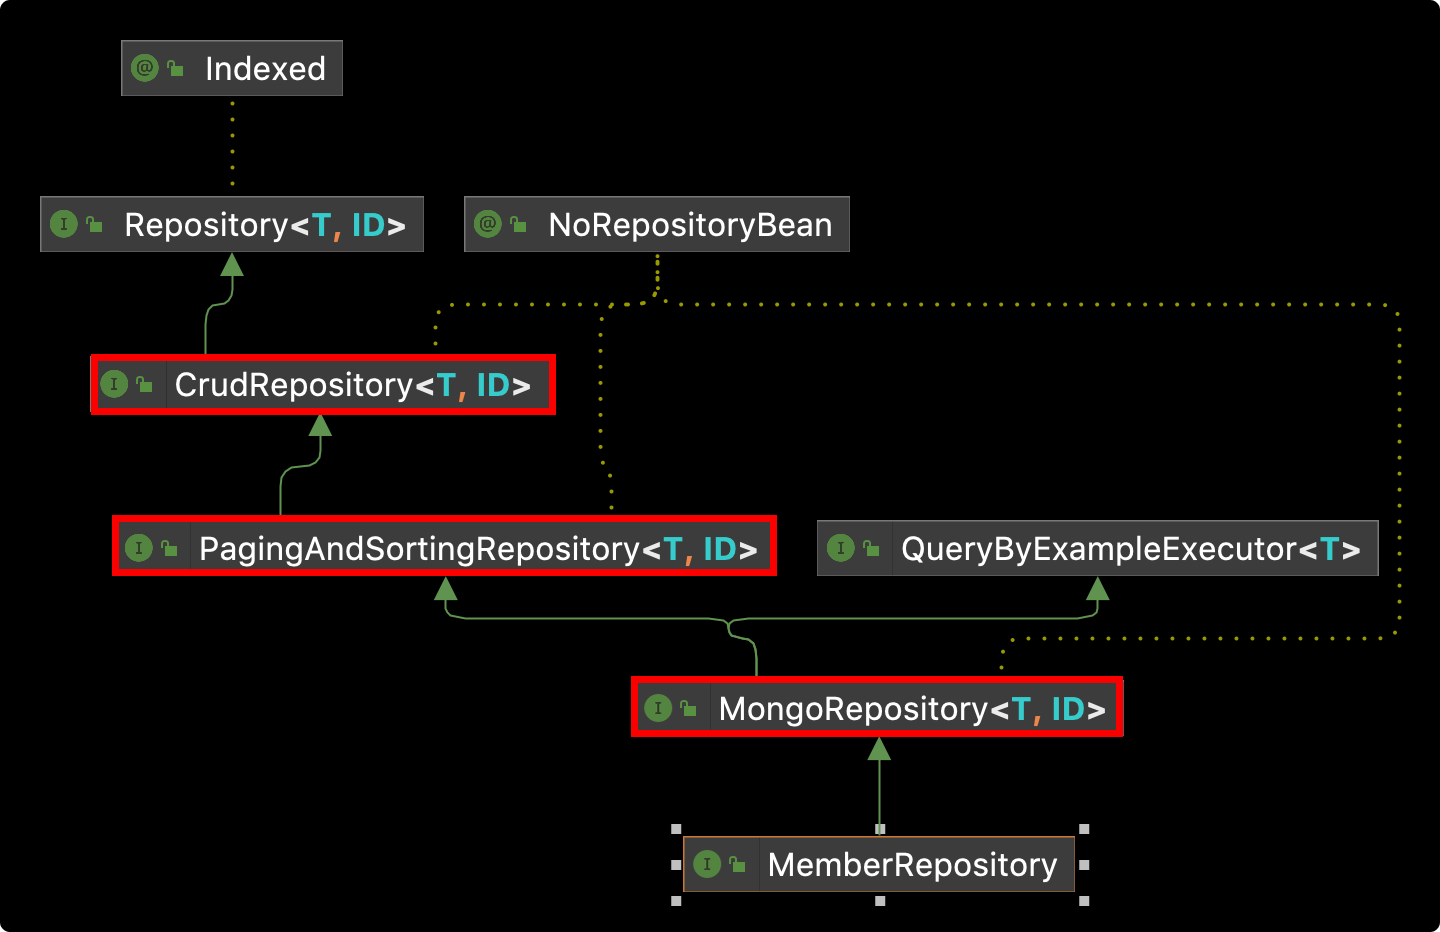 @ Indexed
I Repository<T, ID>
@ NoRepositoryBean
I CrudRepository<T, ID>
I PagingAndSortingRepository<T, ID>
I QueryByExampleExecutor<T>
I MongoRepository<T, ID>
I MemberRepository